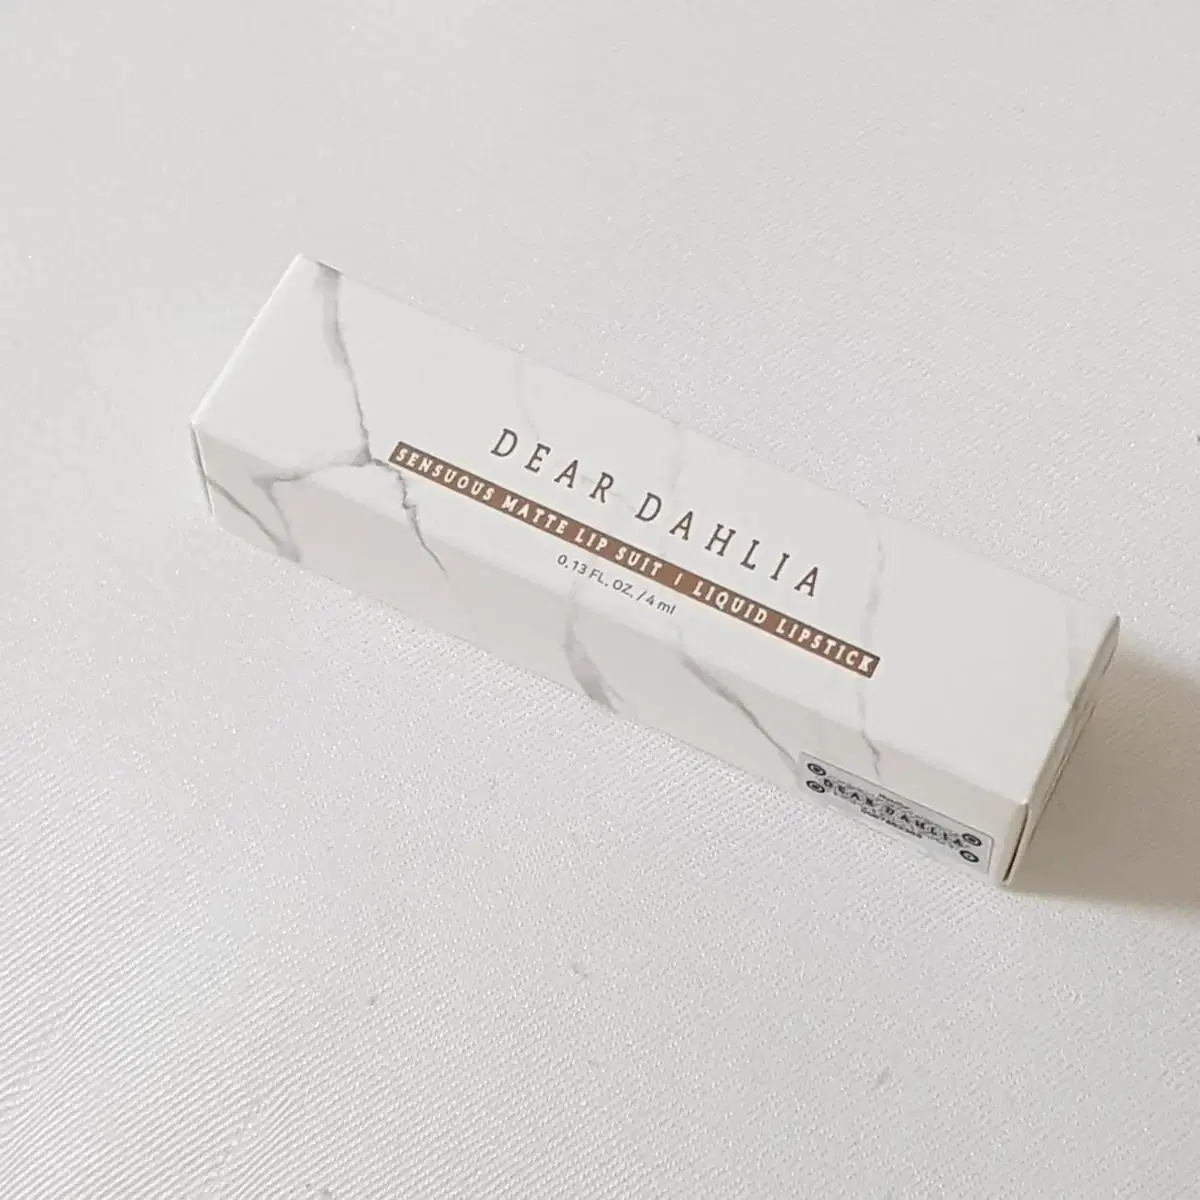 DEAR DAHLIA
SENSUOUS MATTE LIP SUIT | LIQUID LIPSTICK
0.13 FL. OZ. / 4 ml
DEAR DAHLIA